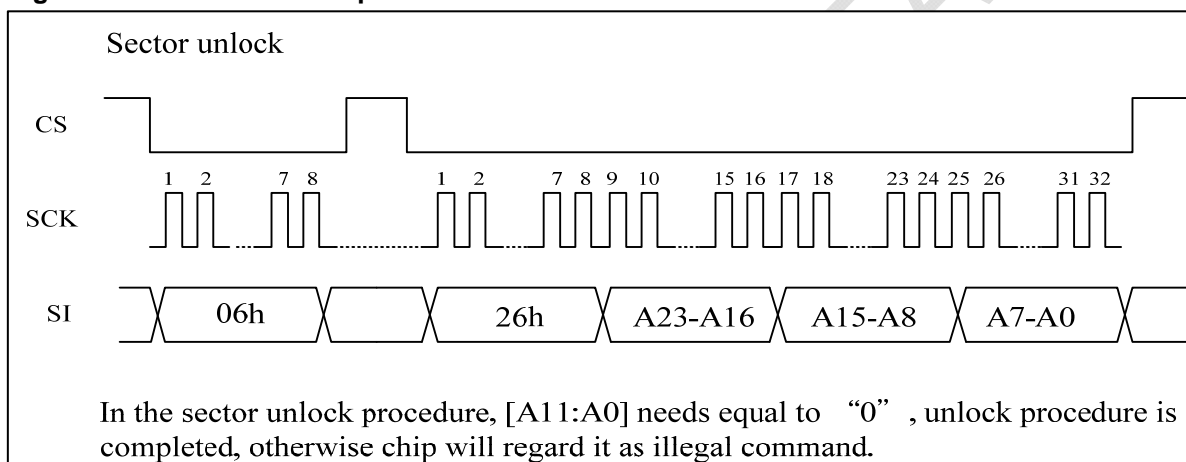 Sector unlock
CS
1 2 7 8 1 2 7 8 9 10 15 16 17 18 23 24 25 26 31 32
SCK
SI 06h 26h A23-A16 A15-A8 A7-A0
In the sector unlock procedure, [A11:A0] needs equal to “0”, unlock procedure is
completed, otherwise chip will regard it as illegal command.